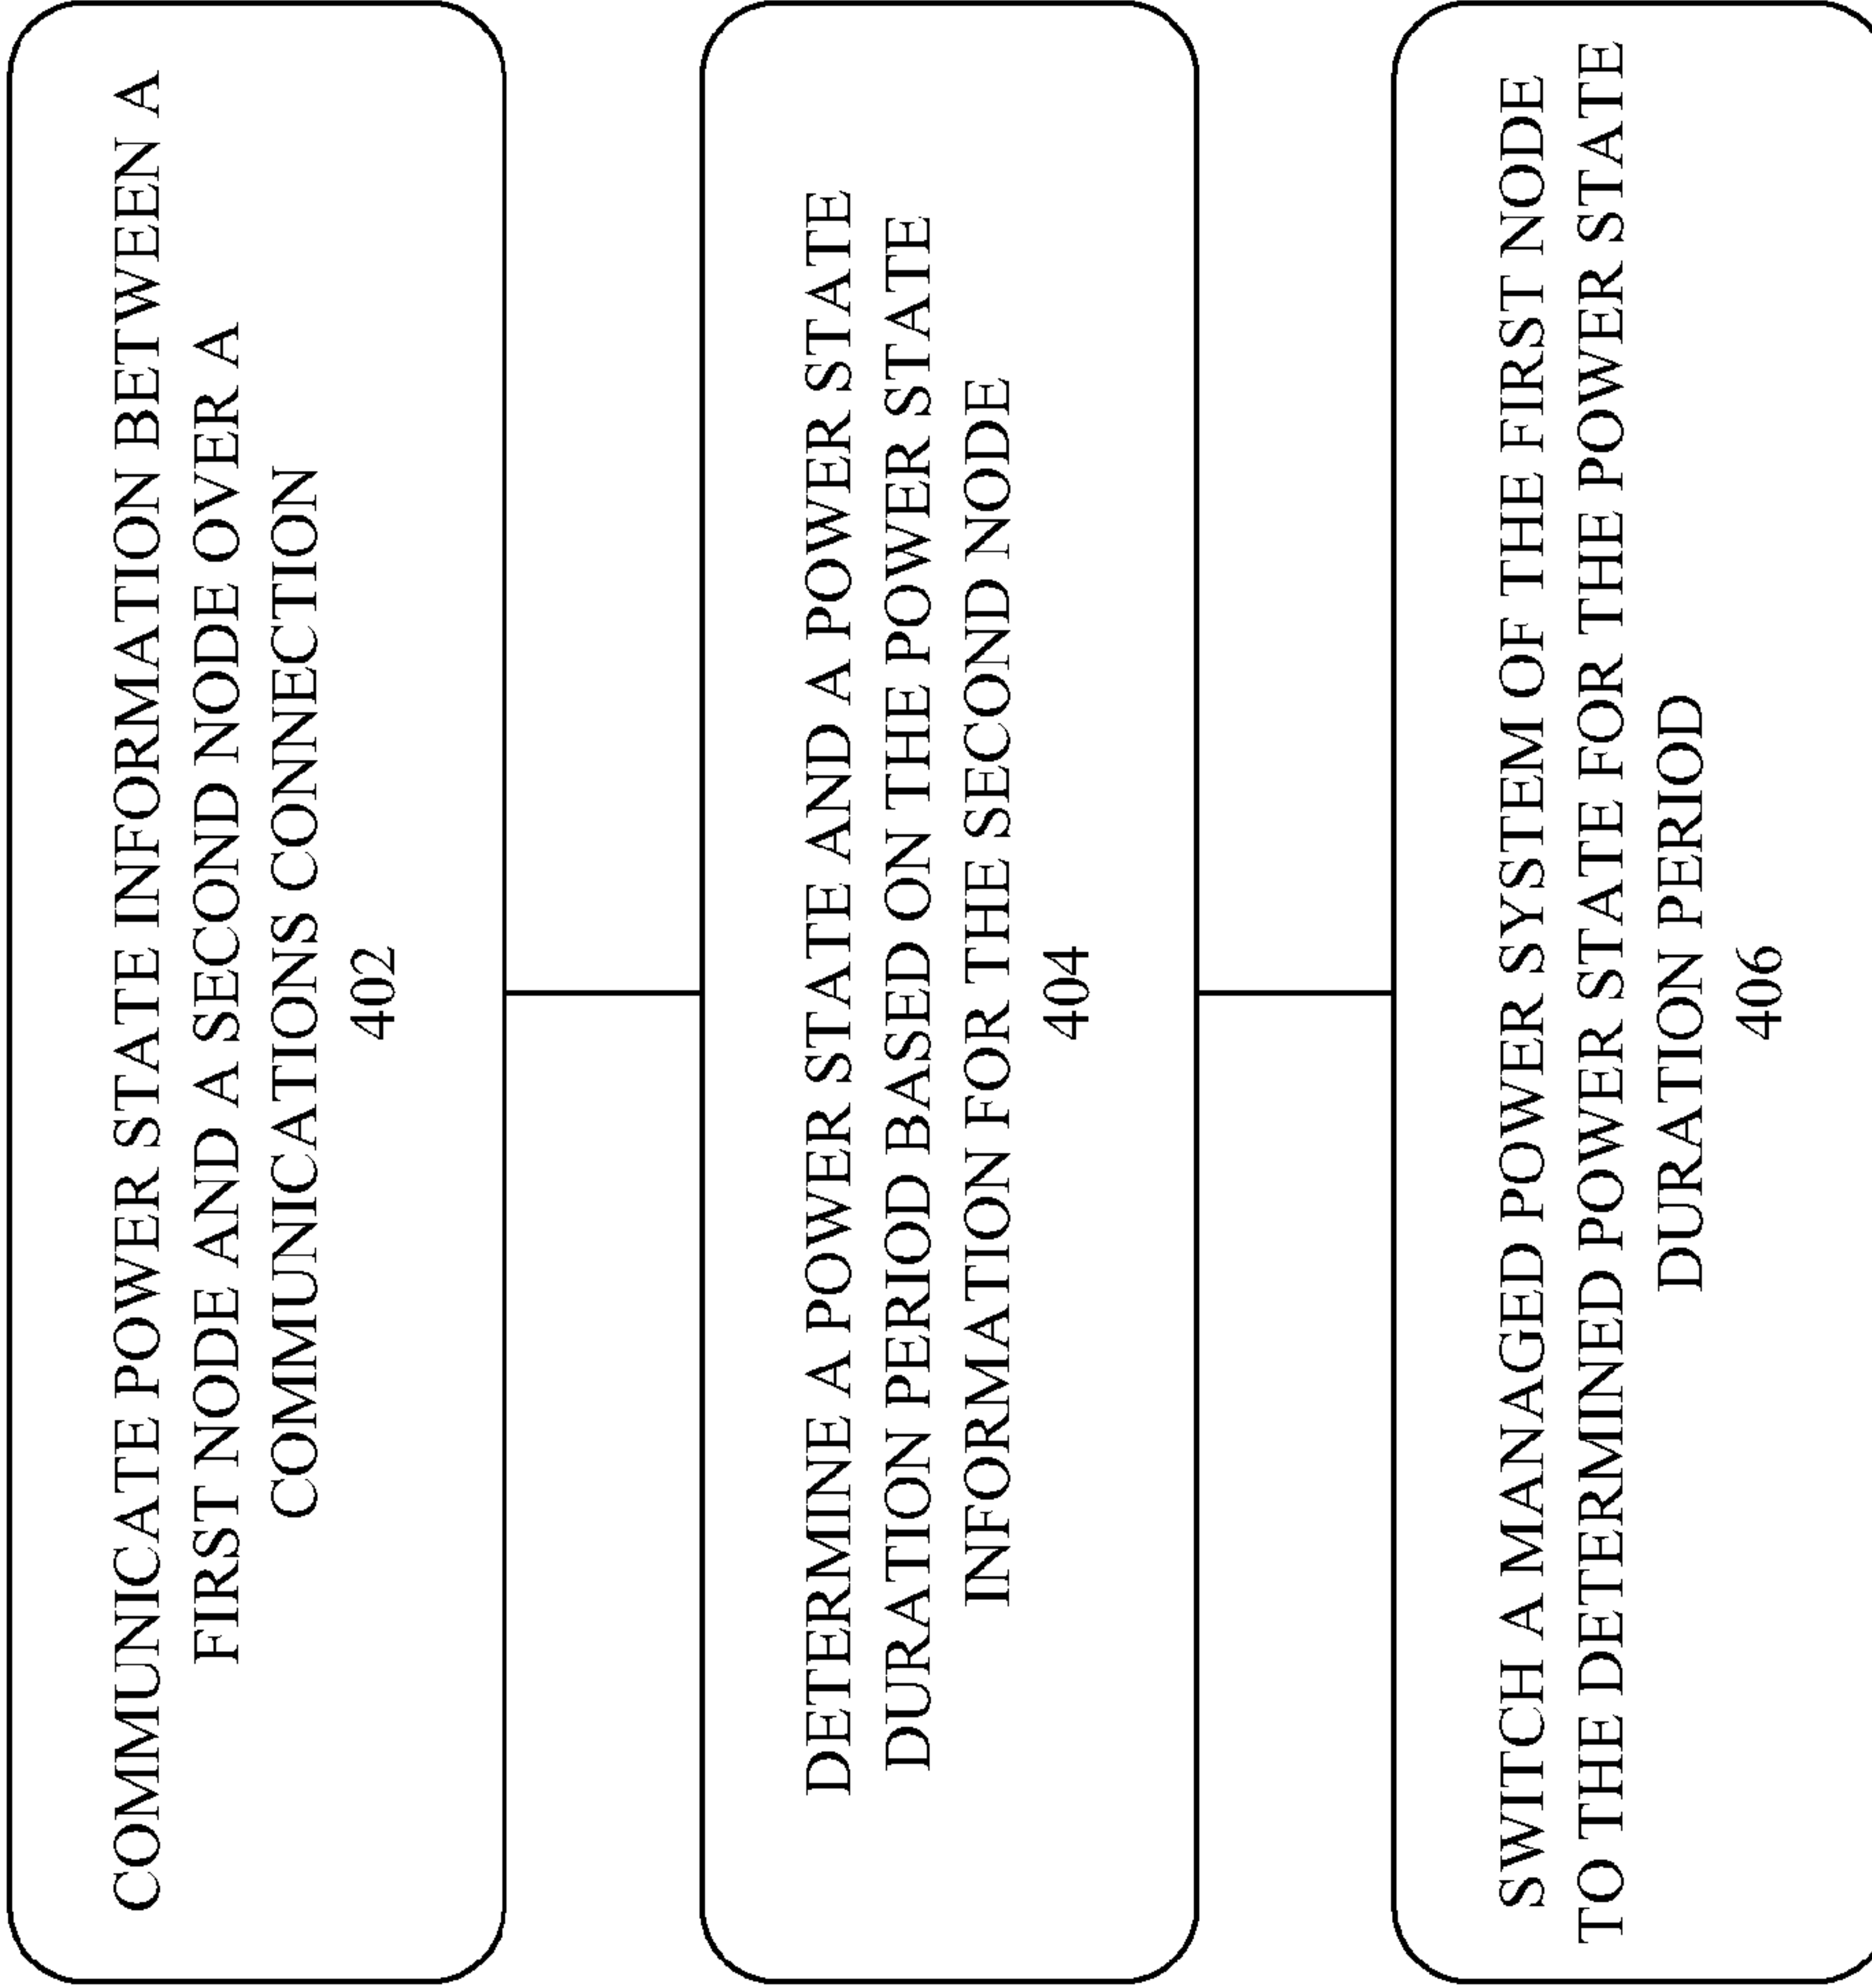 COMMUNICATE POWER STATE INFORMATION BETWEEN A
FIRST NODE AND A SECOND NODE OVER A
COMMUNICATIONS CONNECTION
402
DETERMINE A POWER STATE AND A POWER STATE
DURATION PERIOD BASED ON THE POWER STATE
INFORMATION FOR THE SECOND NODE
404
SWITCH A MANAGED POWER SYSTEM OF THE FIRST NODE
TO THE DETERMINED POWER STATE FOR THE POWER STATE
DURATION PERIOD
406